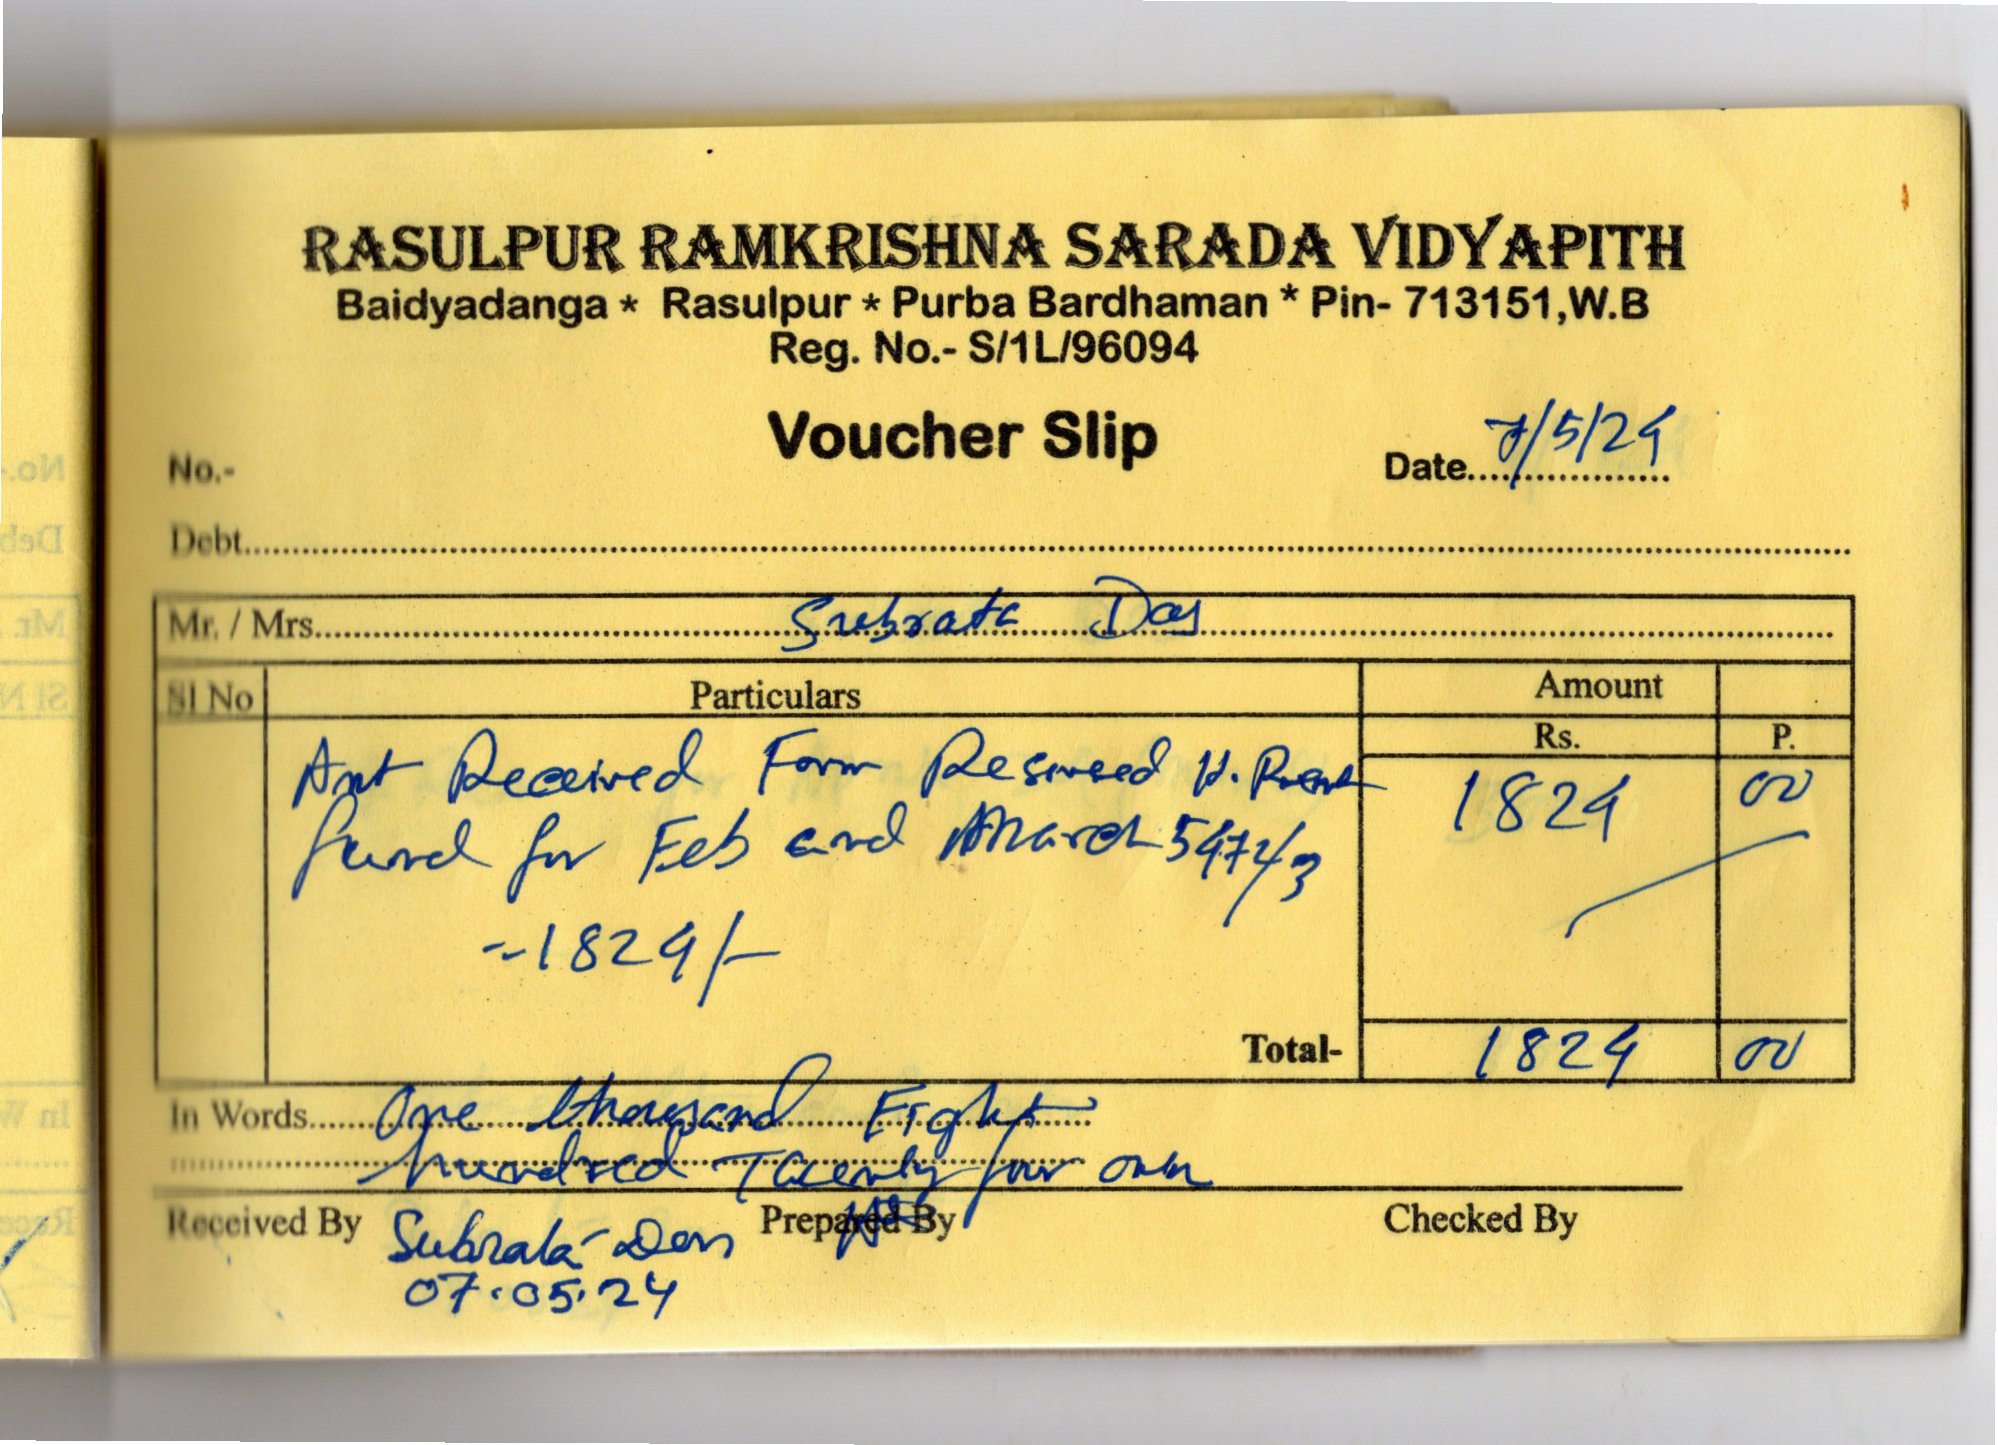 RASULPUR RAMKRISHNA SARADA VIDYAPITH
Baidyadanga * Rasulpur * Purba Bardhaman * Pin- 713151,W.B
Reg. No.- S/1L/96094
Voucher Slip
No.-
Date 7/5/24
Debt
Mr. / Mrs. Subrata Das
Sl No Particulars Amount
Rs. P.
Amt Received Form H. 1824 00
fund for Feb and March 5472/3
1824/-
Total- 1824 00
In Words One thousand Eight
hundred Twenty four only
Received By Subrata Das Prepared By Checked By
07.05.24